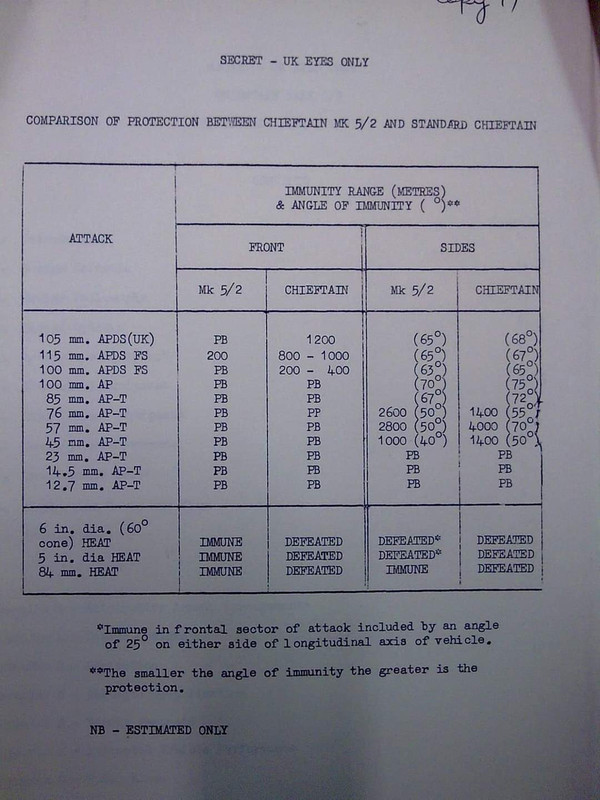 Copy 17
SECRET - UK EYES ONLY
COMPARISON OF PROTECTION BETWEEN CHIEFTAIN MK 5/2 AND STANDARD CHIEFTAIN
ATTACK
IMMUNITY RANGE (METRES)
& ANGLE OF IMMUNITY ( °)**
FRONT SIDES
Mk 5/2 CHIEFTAIN Mk 5/2 CHIEFTAIN
105 mm. APDS(UK) PB 1200 (65°) (68°)
115 mm. APDS FS 200 800 - 1000 (65°) (67°)
100 mm. APDS FS PB 200 - 400 (63°) (65°)
100 mm. AP PB PB (70°) (75°)
85 mm. AP-T PB PB (67°) (72°)
76 mm. AP-T PB PP 2600 (50°) 1400 (55°)
57 mm. AP-T PB PB 2800 (50°) 4000 (70°)
45 mm. AP-T PB PB 1000 (40°) 1400 (50°)
23 mm. AP-T PB PB PB PB
14.5 mm. AP-T PB PB PB PB
12.7 mm. AP-T PB PB PB PB
6 in. dia. (60°
cone) HEAT IMMUNE DEFEATED DEFEATED* DEFEATED
5 in. dia HEAT IMMUNE DEFEATED DEFEATED* DEFEATED
84 mm. HEAT IMMUNE DEFEATED IMMUNE DEFEATED
*Immune in frontal sector of attack included by an angle
of 25° on either side of longitudinal axis of vehicle.
**The smaller the angle of immunity the greater is the
protection.
NB - ESTIMATED ONLY